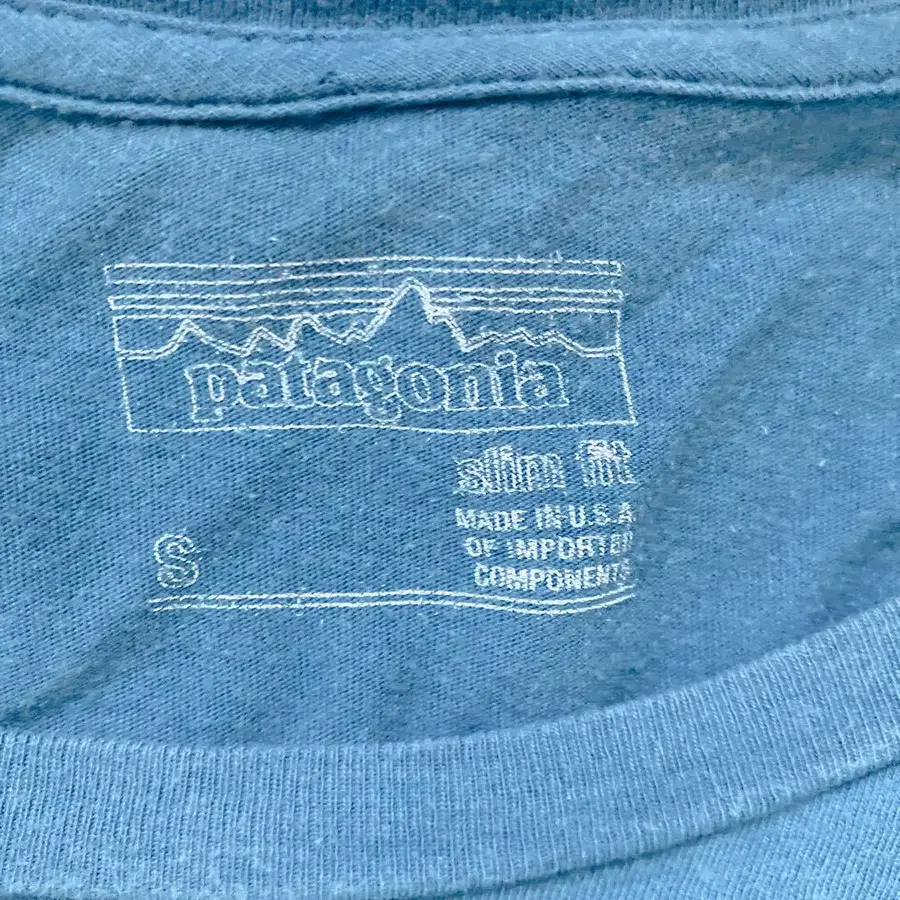 patagonia
slim fit
MADE IN U.S.A
OF IMPORTED
COMPONENTS
S